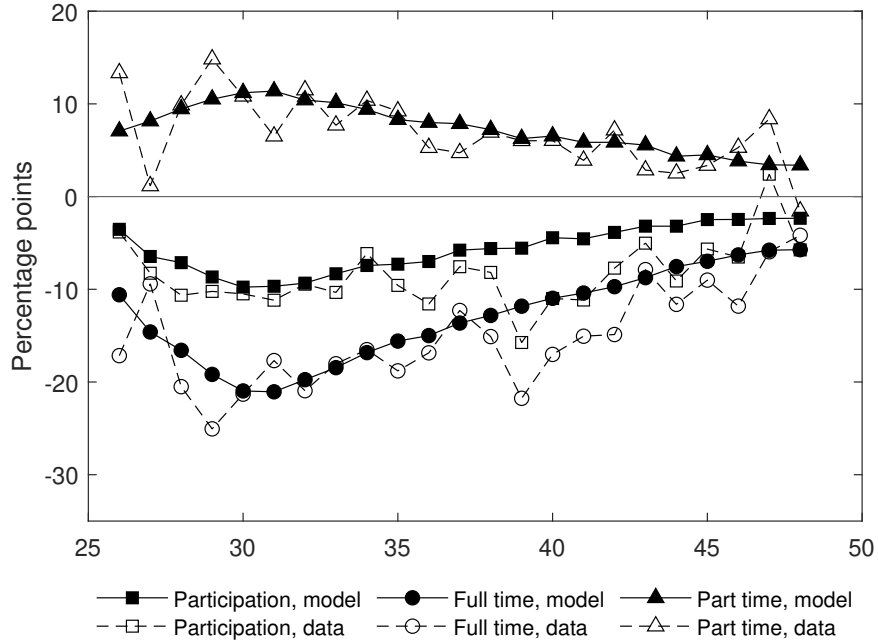 20
10
0
-10
-20
-30
Percentage points
25 30 35 40 45 50
Participation, model Full time, model Part time, model
Participation, data Full time, data Part time, data